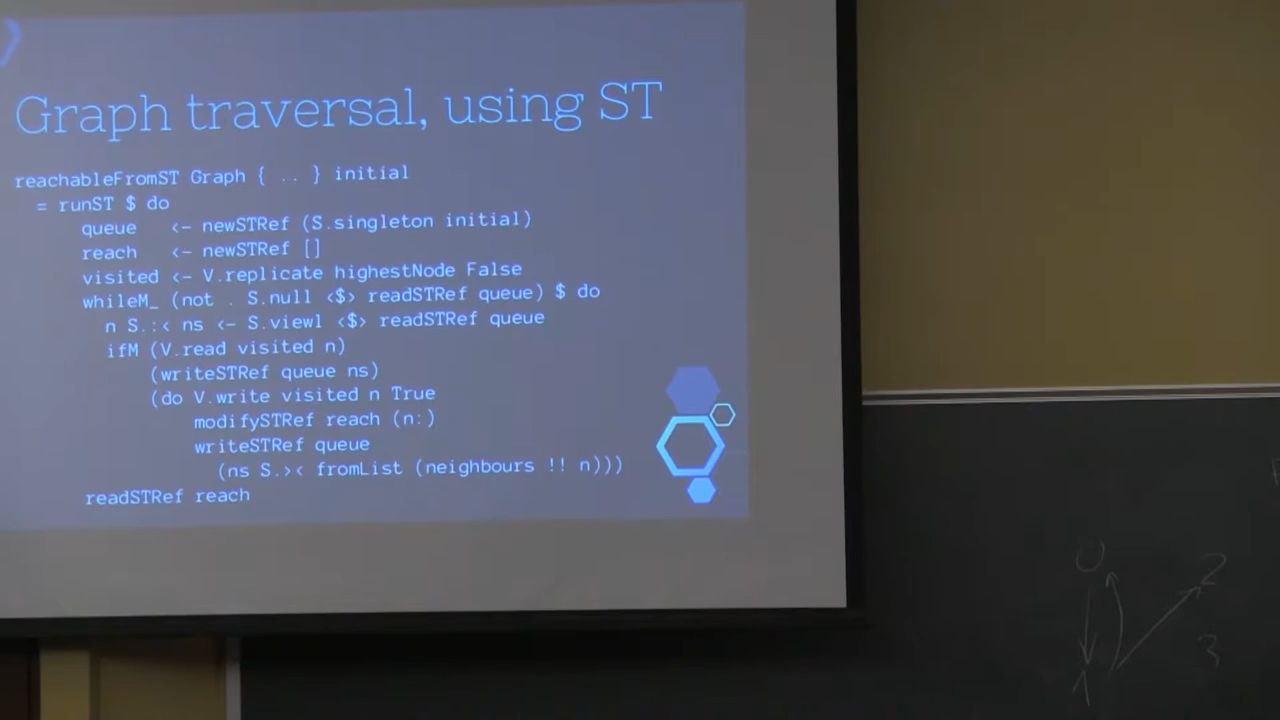 Graph traversal, using ST
reachableFromST Graph { .. } initial
= runST $ do
queue <- newSTRef (S.singleton initial)
reach <- newSTRef []
visited <- V.replicate highestNode False
whileM_ (not . S.null <$> readSTRef queue) $ do
n S.:< ns <- S.viewl <$> readSTRef queue
ifM (V.read visited n)
(writeSTRef queue ns)
(do V.write visited n True
modifySTRef reach (n:)
writeSTRef queue
(ns S.>< fromList (neighbours !! n)))
readSTRef reach
0 2
3
1